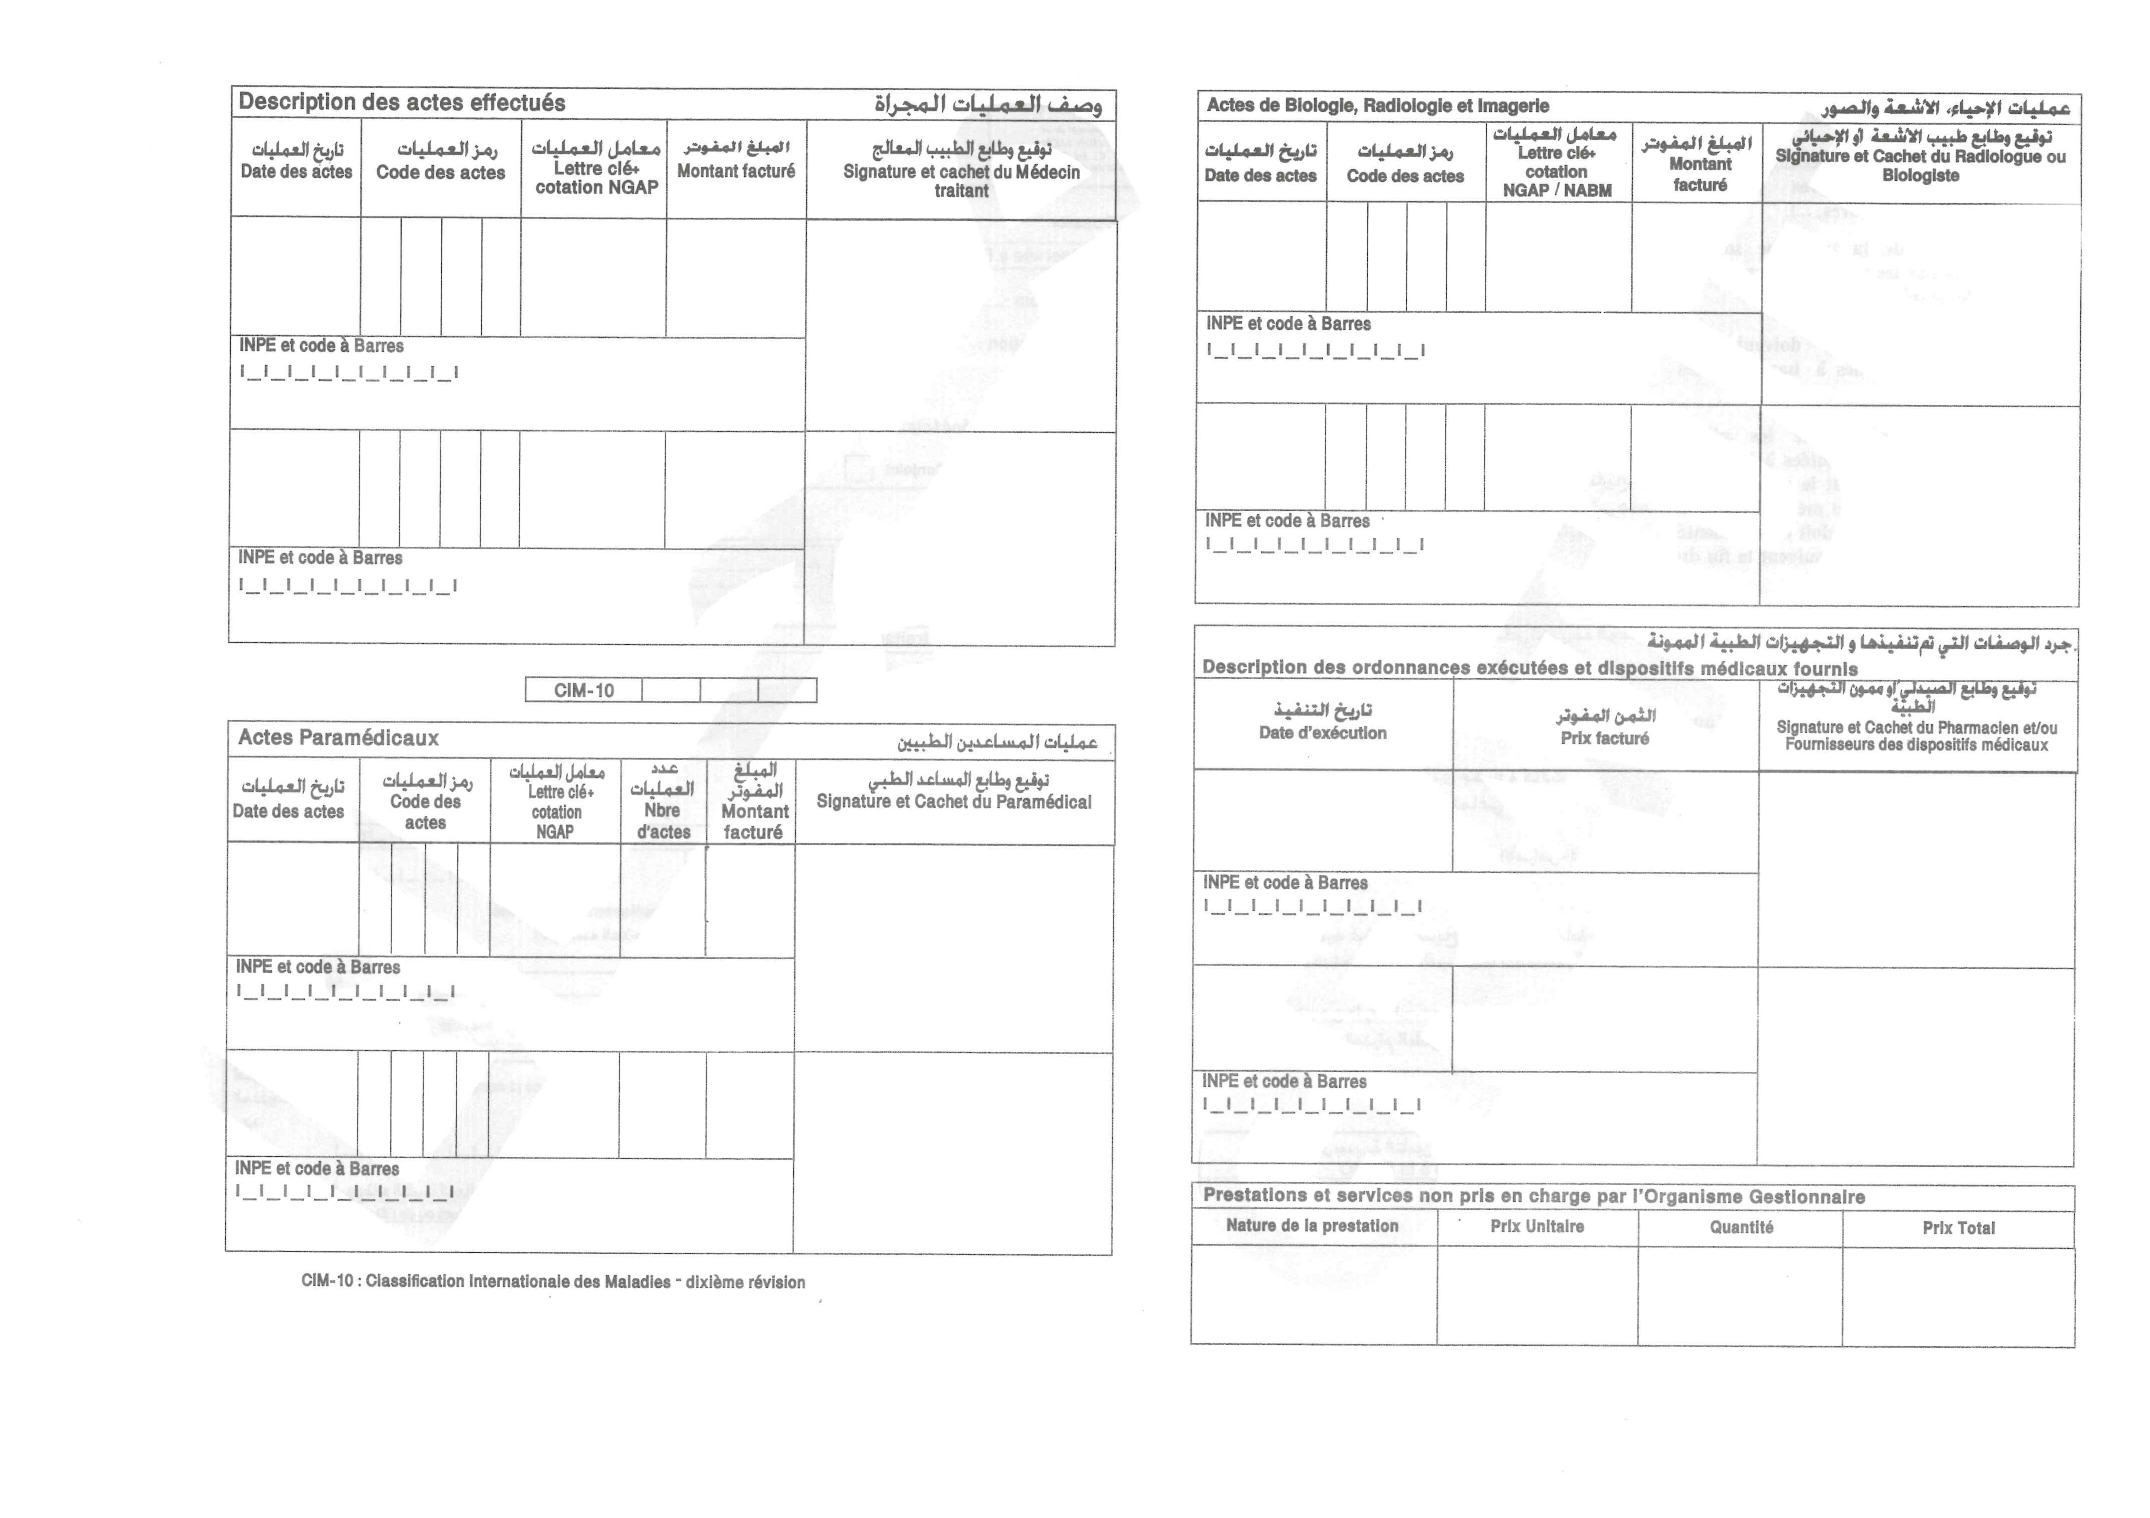 Description des actes effectués وصف العمليات المجراة
تاريخ العمليات
Date des actes
رمز العمليات
Code des actes
معامل العمليات
Lettre clé+
cotation NGAP
المبلغ المفوتر
Montant facturé
توقيع وطابع الطبيب المعالج
Signature et cachet du Médecin
traitant
INPE et code à Barres
|_|_|_|_|_|_|_|_|_|
INPE et code à Barres
|_|_|_|_|_|_|_|_|_|
CIM-10
Actes Paramédicaux عمليات المساعدين الطبيين
تاريخ العمليات
Date des actes
رمز العمليات
Code des
actes
معامل العمليات
Lettre clé+
cotation
NGAP
عدد
العمليات
Nbre
d'actes
المبلغ
المفوتر
Montant
facturé
توقيع وطابع المساعد الطبي
Signature et Cachet du Paramédical
INPE et code à Barres
|_|_|_|_|_|_|_|_|_|
INPE et code à Barres
|_|_|_|_|_|_|_|_|_|
CIM-10 : Classification Internationale des Maladies - dixième révision
Actes de Biologie, Radiologie et Imagerie عمليات الإحياء، الاشعة والصور
تاريخ العمليات
Date des actes
رمز العمليات
Code des actes
معامل العمليات
Lettre clé+
cotation
NGAP / NABM
المبلغ المفوتر
Montant
facturé
توقيع وطابع طبيب الاشعة أو الإحيائي
Signature et Cachet du Radiologue ou
Biologiste
INPE et code à Barres
|_|_|_|_|_|_|_|_|_|
INPE et code à Barres
|_|_|_|_|_|_|_|_|_|
جرد الوصفات التي تم تنفيذها و التجهيزات الطبية الممونة.
Description des ordonnances exécutées et dispositifs médicaux fournis
تاريخ التنفيذ
Date d'exécution
الثمن المفوتر
Prix facturé
توقيع وطابع الصيدلي أو ممون التجهيزات
الطبية
Signature et Cachet du Pharmacien et/ou
Fournisseurs des dispositifs médicaux
INPE et code à Barres
|_|_|_|_|_|_|_|_|_|
INPE et code à Barres
|_|_|_|_|_|_|_|_|_|
Prestations et services non pris en charge par l'Organisme Gestionnaire
Nature de la prestation
Prix Unitaire
Quantité
Prix Total